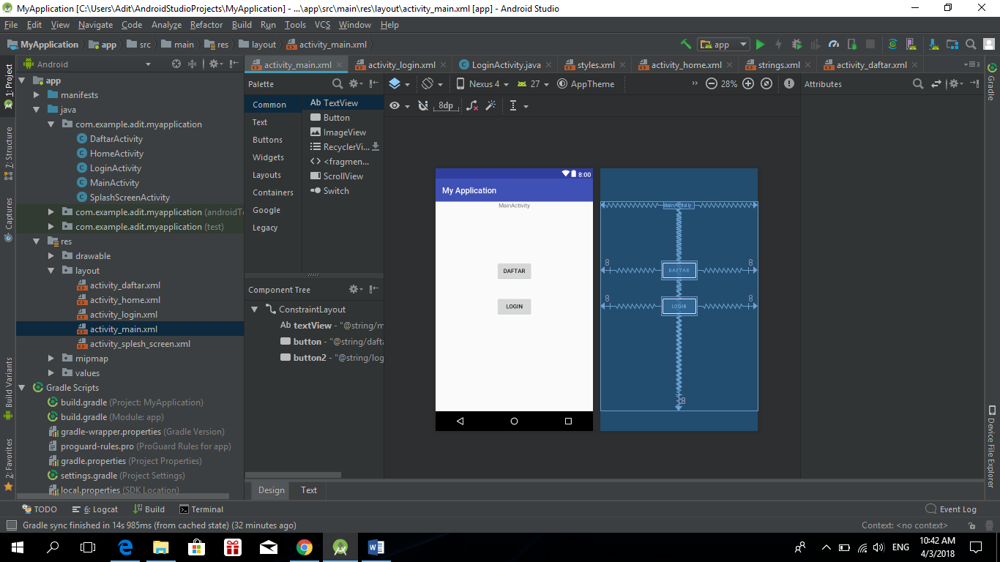 MyApplication [C:\Users\Adit\AndroidStudioProjects\MyApplication] - ...\app\src\main\res\layout\activity_main.xml [app] - Android Studio
File Edit View Navigate Code Analyze Refactor Build Run Tools VCS Window Help
MyApplication app src main res layout activity_main.xml app
1: Project
7: Structure
Captures
Build Variants
2: Favorites
Android
app
manifests
java
com.example.adit.myapplication
DaftarActivity
HomeActivity
LoginActivity
MainActivity
SplashScreenActivity
com.example.adit.myapplication (androidTe
com.example.adit.myapplication (test)
res
drawable
layout
activity_daftar.xml
activity_home.xml
activity_login.xml
activity_main.xml
activity_splesh_screen.xml
mipmap
values
Gradle Scripts
build.gradle (Project: MyApplication)
build.gradle (Module: app)
gradle-wrapper.properties (Gradle Version)
proguard-rules.pro (ProGuard Rules for app)
gradle.properties (Project Properties)
settings.gradle (Project Settings)
local.properties (SDK Location)
activity_main.xml activity_login.xml LoginActivity.java styles.xml activity_home.xml strings.xml activity_daftar.xml 3
Palette
Common
Text
Buttons
Widgets
Layouts
Containers
Google
Legacy
Ab TextView
Button
ImageView
RecyclerVi...
<fragmen...
ScrollView
Switch
Component Tree
ConstraintLayout
Ab textView - "@string/m
button - "@string/dafta
button2 - "@string/log
Nexus 4 27 AppTheme » 28%
8dp
8:00
My Application
MainActivity
DAFTAR
LOGIN
MainActivity
8 DAFTAR 8
8 LOGIN 8
8
Attributes
Gradle
Device File Explorer
Design Text
TODO 6: Logcat Build Terminal Event Log
Gradle sync finished in 14s 985ms (from cached state) (32 minutes ago) Context: <no context>
ENG
10:42 AM
4/3/2018